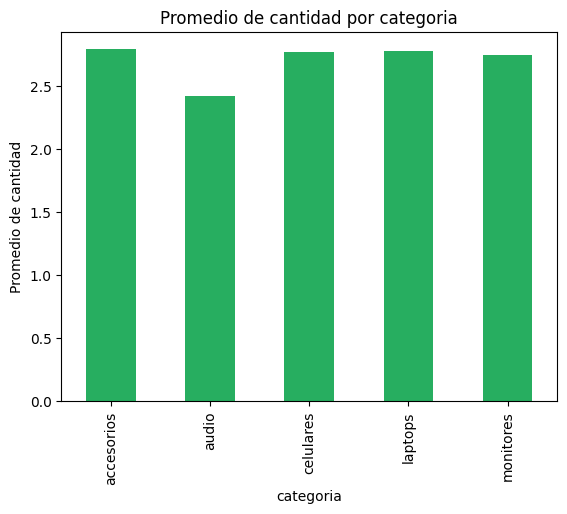 Promedio de cantidad por categoria
Promedio de cantidad
2.5
2.0
1.5
1.0
0.5
0.0
accesorios
audio
celulares
laptops
monitores
categoria